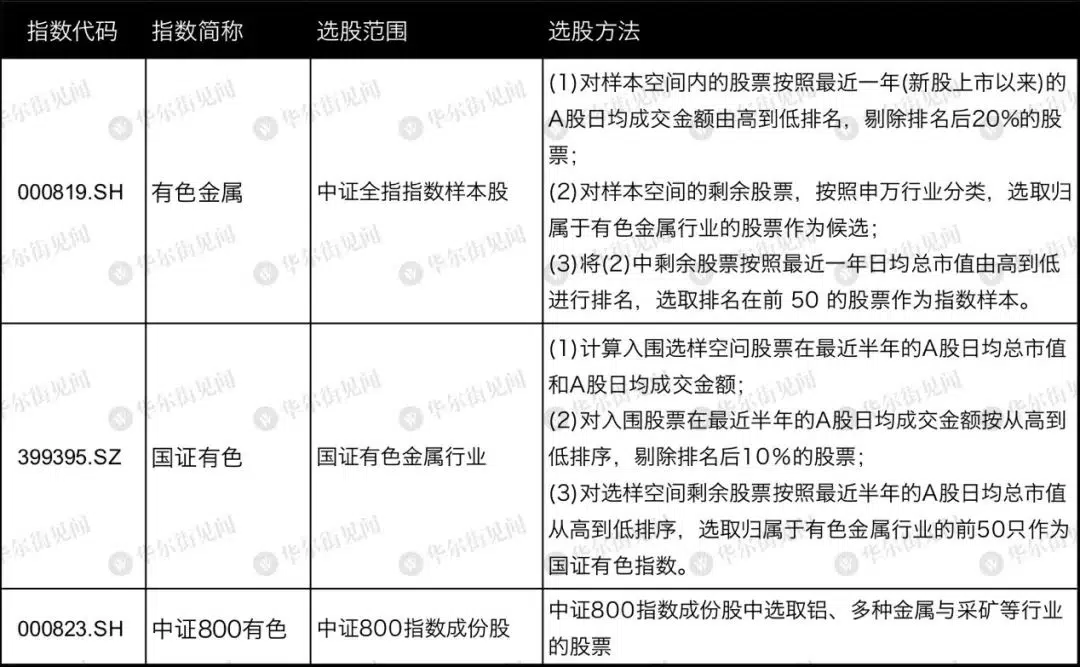 指数代码 指数简称 选股范围 选股方法
000819.SH 有色金属 中证全指指数样本股
(1)对样本空间内的股票按照最近一年(新股上市以来)的
A股日均成交金额由高到低排名，剔除排名后20%的股
票；
(2)对样本空间的剩余股票，按照申万行业分类，选取归
属于有色金属行业的股票作为候选；
(3)将(2)中剩余股票按照最近一年日均总市值由高到低
进行排名，选取排名在前 50 的股票作为指数样本。
399395.SZ 国证有色 国证有色金属行业
(1)计算入围选样空问股票在最近半年的A股日均总市值
和A股日均成交金额；
(2)对入围股票在最近半年的A股日均成交金额按从高到
低排序，剔除排名后10%的股票；
(3)对选样空间剩余股票按照最近半年的A股日均总市值
从高到低排序，选取归属于有色金属行业的前50只作为
国证有色指数。
000823.SH 中证800有色 中证800指数成份股
中证800指数成份股中选取铝、多种金属与采矿等行业
的股票
华尔街见闻